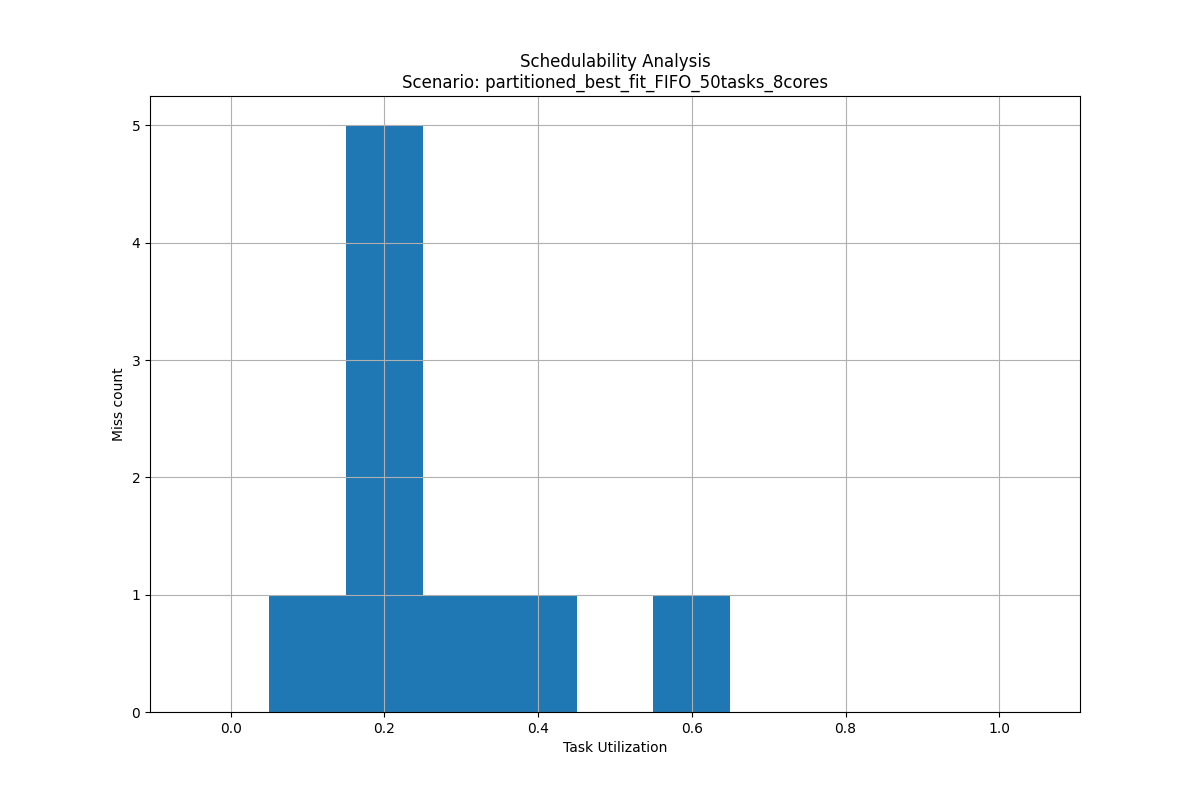 Schedulability Analysis
Scenario: partitioned_best_fit_FIFO_50tasks_8cores
5
4
3
2
1
0
Miss count
0.0 0.2 0.4 0.6 0.8 1.0
Task Utilization